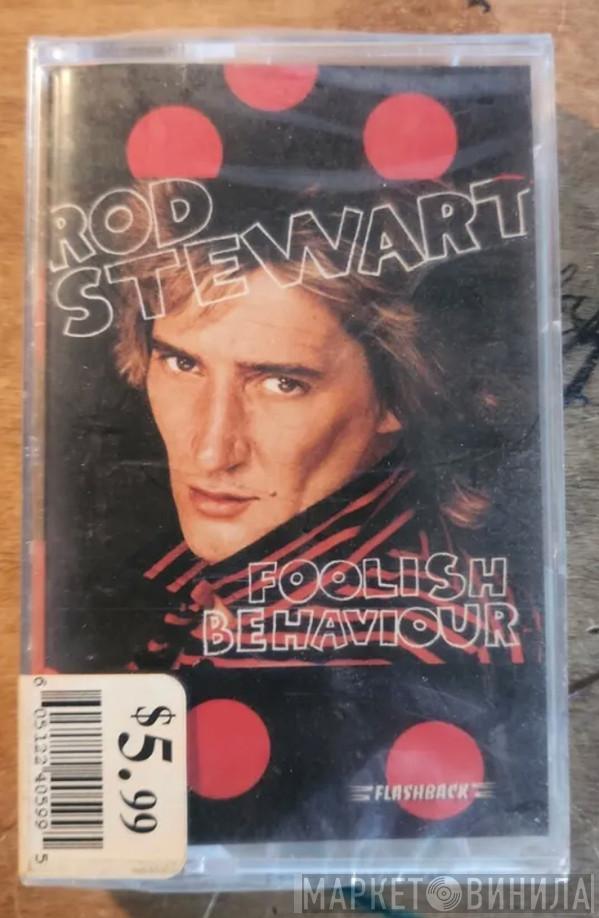 ROD
STEWART
FOOLISH
BEHAVIOUR
FLASHBACK
$5.99
6 05122 40599 5
МАРКЕТ ВИНИЛА